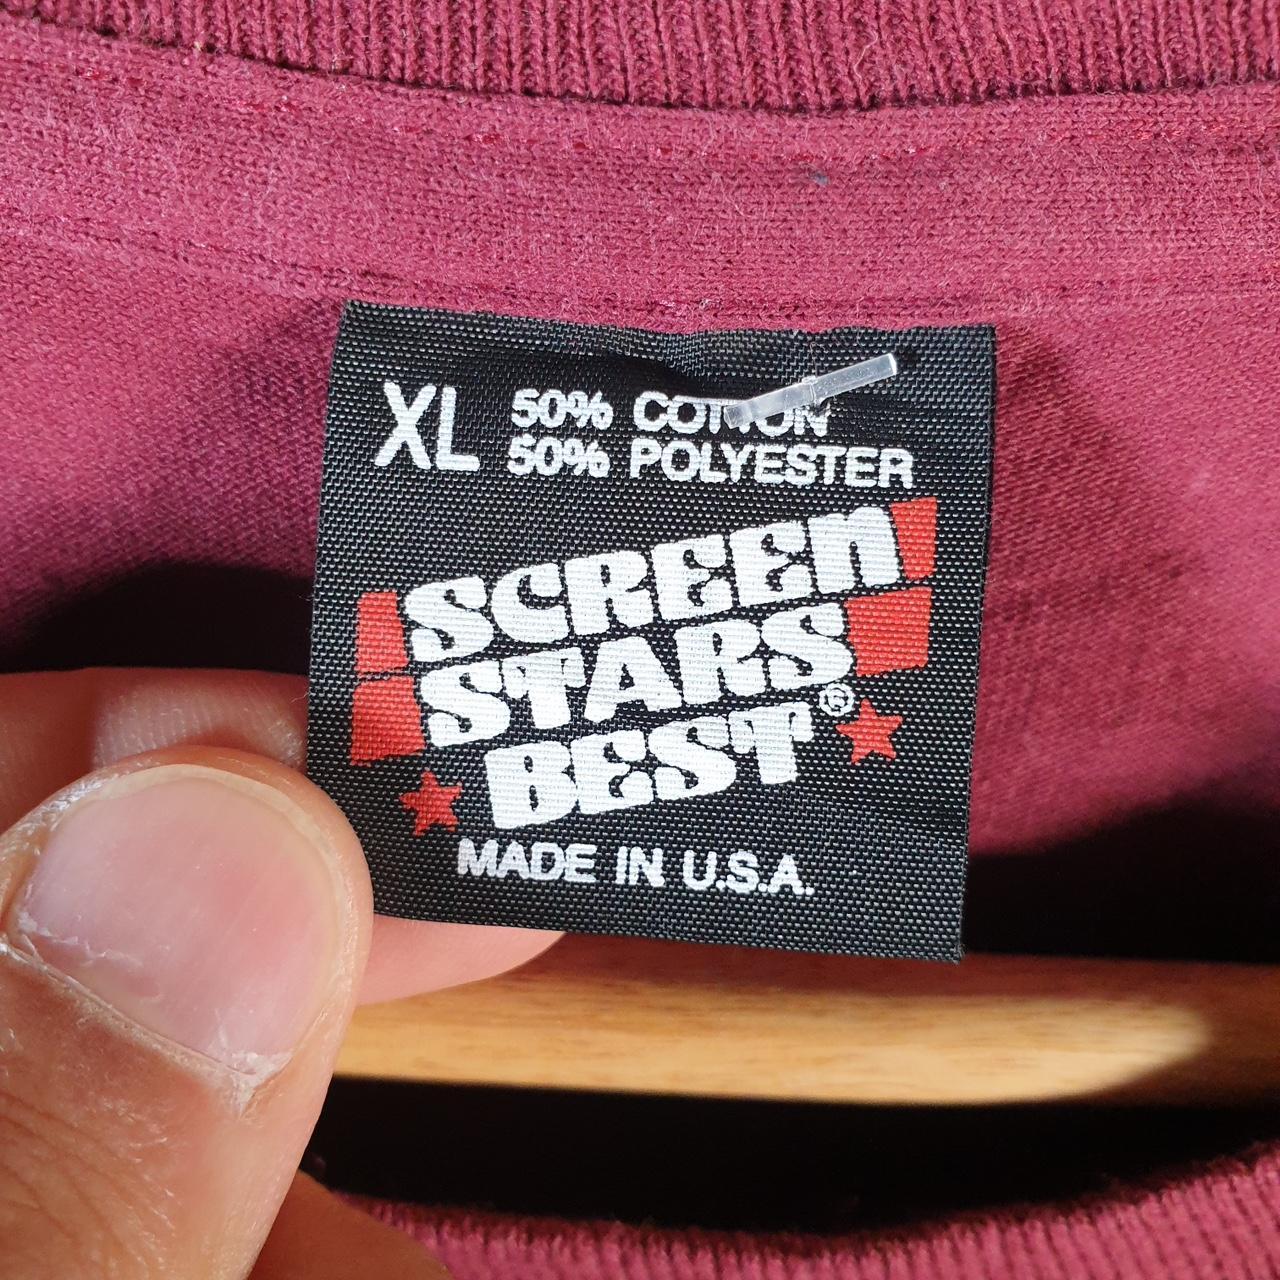 XL 50% COTTON
50% POLYESTER
SCREEN
STARS
BEST®
MADE IN U.S.A.